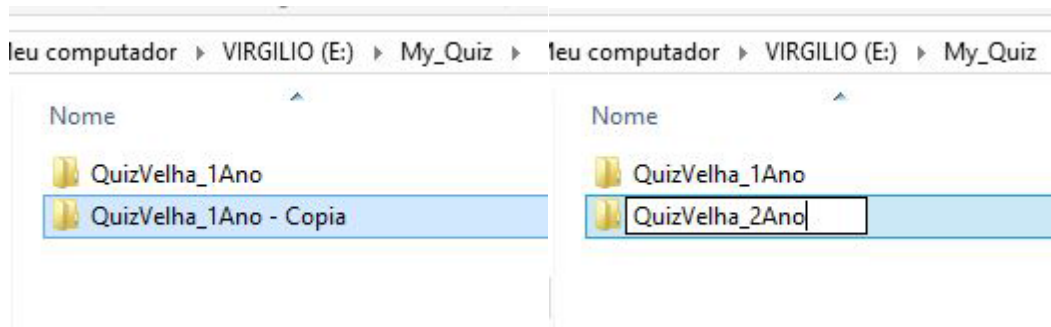 leu computador ▸ VIRGILIO (E:) ▸ My_Quiz ▸
Nome
QuizVelha_1Ano
QuizVelha_1Ano - Copia
leu computador ▸ VIRGILIO (E:) ▸ My_Quiz
Nome
QuizVelha_1Ano
QuizVelha_2Ano